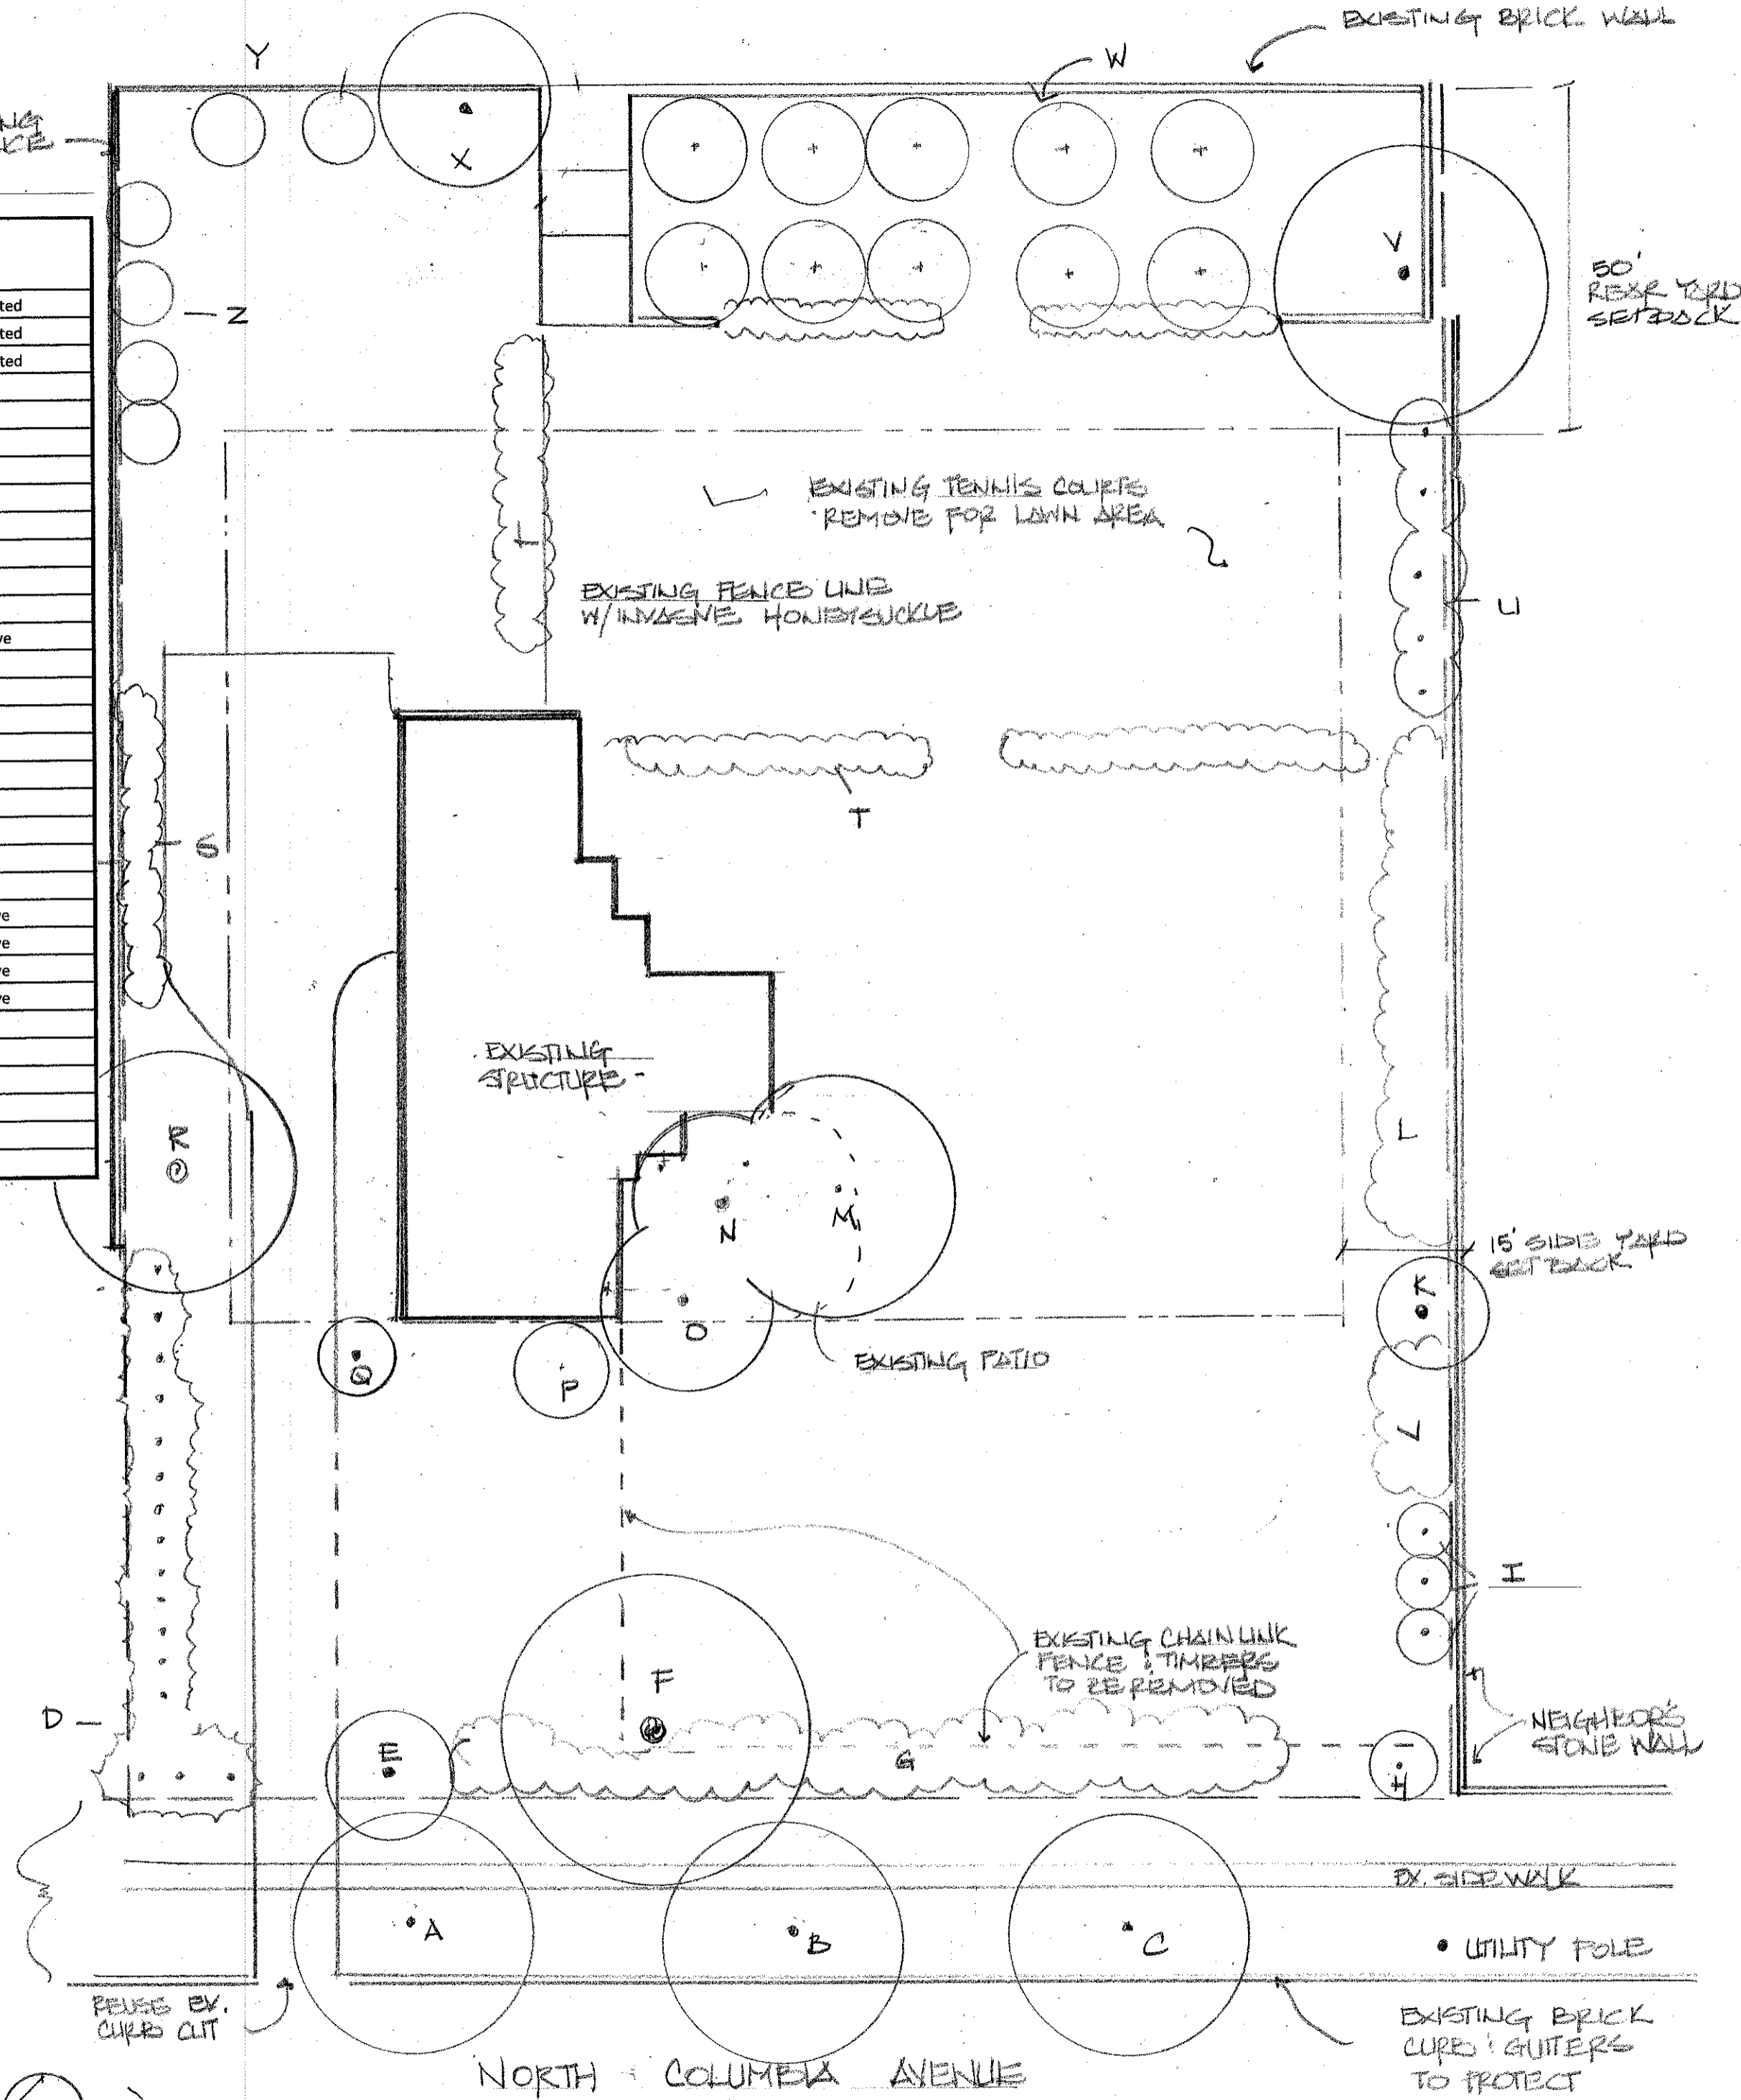 EXISTING BRICK WALL
Y
W
X
V
50'
REAR YARD
SETBACK
Z
ted
ted
ted
EXISTING TENNIS COURTS
REMOVE FOR LAWN AREA
L
EXISTING FENCE LINE
W/INVASIVE HONEYSUCKLE
U
ve
T
S
ve
ve
ve
ve
EXISTING
STRUCTURE
R
L
N
M
15' SIDE YARD
SETBACK
K
O
Q
P
EXISTING PATIO
J
I
EXISTING CHAINLINK
FENCE & TIMBERS
TO BE REMOVED
F
D
E
G
H
NEIGHBOR'S
STONE WALL
EX. SIDEWALK
A
B
C
UTILITY POLE
REUSE EX.
CURB CUT
EXISTING BRICK
CURB & GUTTERS
TO PROTECT
NORTH COLUMBIA AVENUE